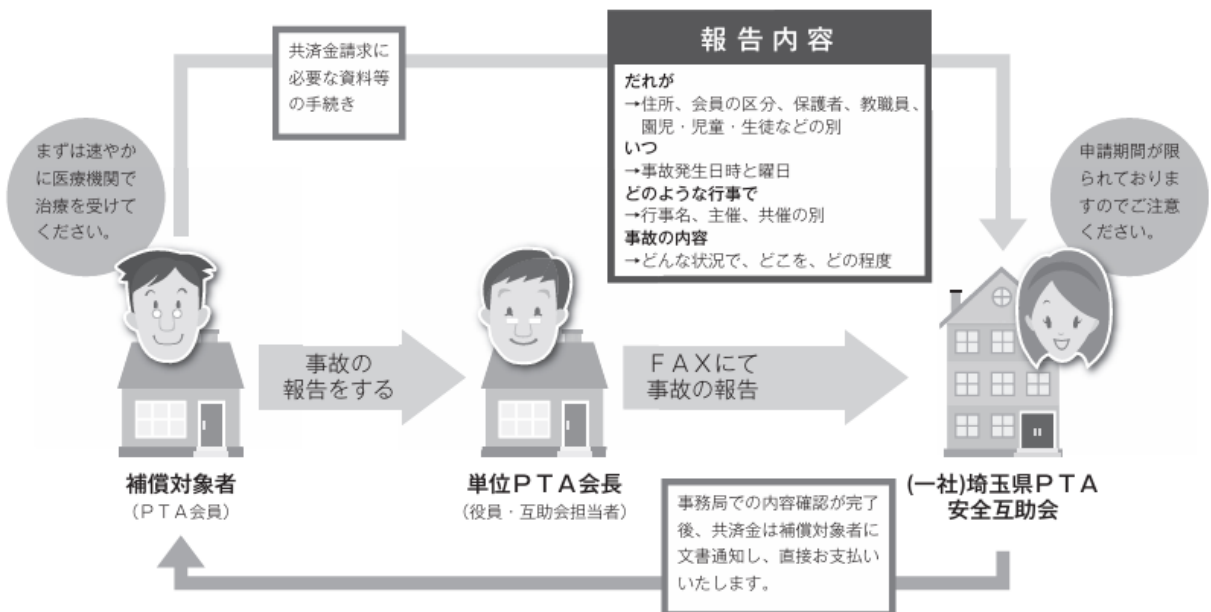 共済金請求に
必要な資料等
の手続き
報告内容
だれが
→住所、会員の区分、保護者、教職員、
園児・児童・生徒などの別
いつ
→事故発生日時と曜日
どのような行事で
→行事名、主催、共催の別
事故の内容
→どんな状況で、どこを、どの程度
まずは速やか
に医療機関で
治療を受けて
ください。
申請期間が限
られておりま
すのでご注意
ください。
事故の
報告をする
ＦＡＸにて
事故の報告
補償対象者
（ＰＴＡ会員）
単位ＰＴＡ会長
（役員・互助会担当者）
(一社)埼玉県ＰＴＡ
安全互助会
事務局での内容確認が完了
後、共済金は補償対象者に
文書通知し、直接お支払い
いたします。